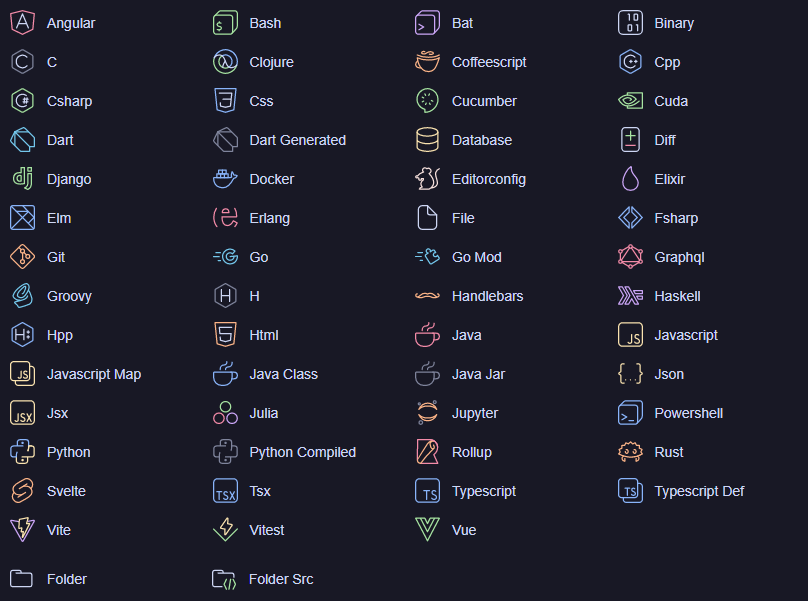 Angular Bash Bat Binary
C Clojure Coffeescript Cpp
Csharp Css Cucumber Cuda
Dart Dart Generated Database Diff
Django Docker Editorconfig Elixir
Elm Erlang File Fsharp
Git Go Go Mod Graphql
Groovy H Handlebars Haskell
Hpp Html Java Javascript
Javascript Map Java Class Java Jar Json
Jsx Julia Jupyter Powershell
Python Python Compiled Rollup Rust
Svelte Tsx Typescript Typescript Def
Vite Vitest Vue
Folder Folder Src